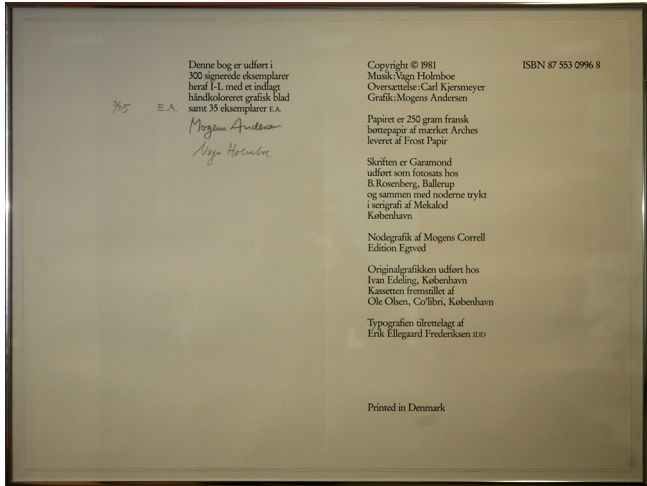 Denne bog er udført i
300 signerede eksemplarer
heraf I-L med et indlagt
håndkoloreret grafisk blad
samt 35 eksemplarer E.A.
/35 E.A.
Mogens Andersen
Vagn Holmboe
Copyright © 1981
Musik:Vagn Holmboe
Oversættelse:Carl Kjersmeyer
Grafik:Mogens Andersen
Papiret er 250 gram fransk
bøttepapir af mærket Arches
leveret af Frost Papir
Skriften er Garamond
udført som fotosats hos
B.Rosenberg, Ballerup
og sammen med noderne trykt
i serigrafi af Mekalod
København
Nodegrafik af Mogens Correll
Edition Egtved
Originalgrafikken udført hos
Ivan Edeling, København
Kassetten fremstillet af
Ole Olsen, Co'libri, København
Typografien tilrettelagt af
Erik Ellegaard Frederiksen IDD
Printed in Denmark
ISBN 87 553 0996 8